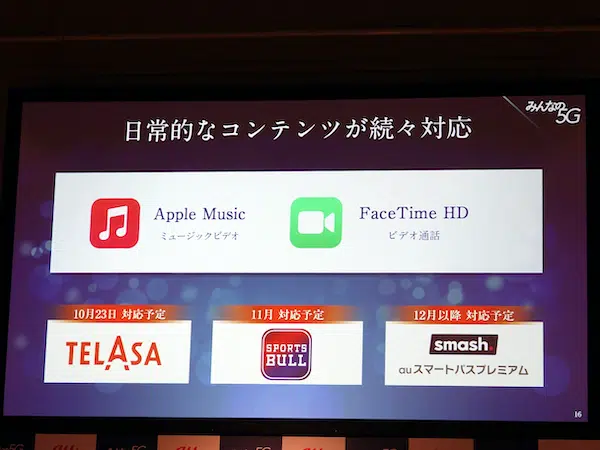 みんなの
5G
日常的なコンテンツが続々対応
Apple Music
ミュージックビデオ
FaceTime HD
ビデオ通話
10月23日 対応予定
TELASA
11月 対応予定
SPORTS
BULL
12月以降 対応予定
smash.
auスマートパスプレミアム
16